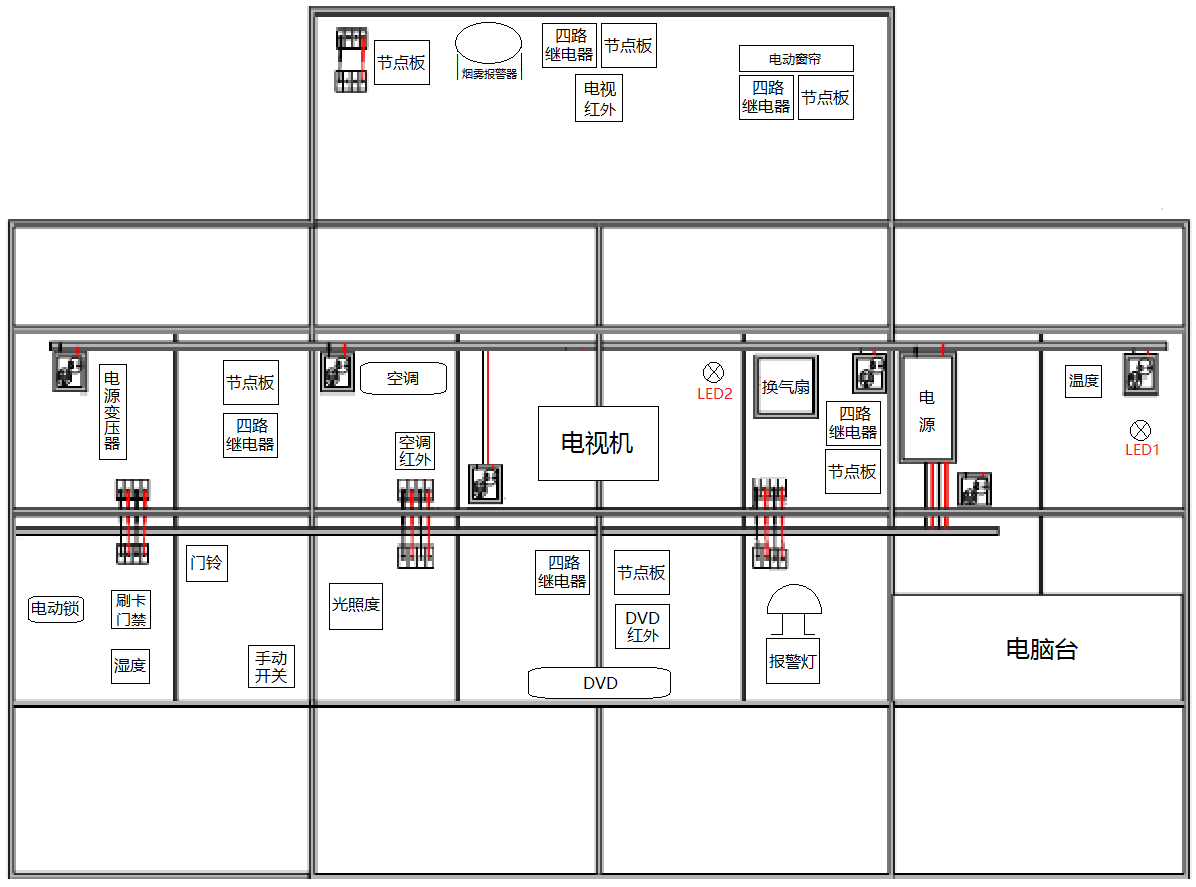 节点板
烟雾报警器
四路
继电器
节点板
电视
红外
电动窗帘
四路
继电器
节点板
电
源
变
压
器
节点板
四路
继电器
空调
空调
红外
电视机
LED2
换气扇
四路
继电器
节点板
电
源
温度
LED1
门铃
电动锁
刷卡
门禁
湿度
手动
开关
光照度
四路
继电器
节点板
DVD
红外
DVD
报警灯
电脑台